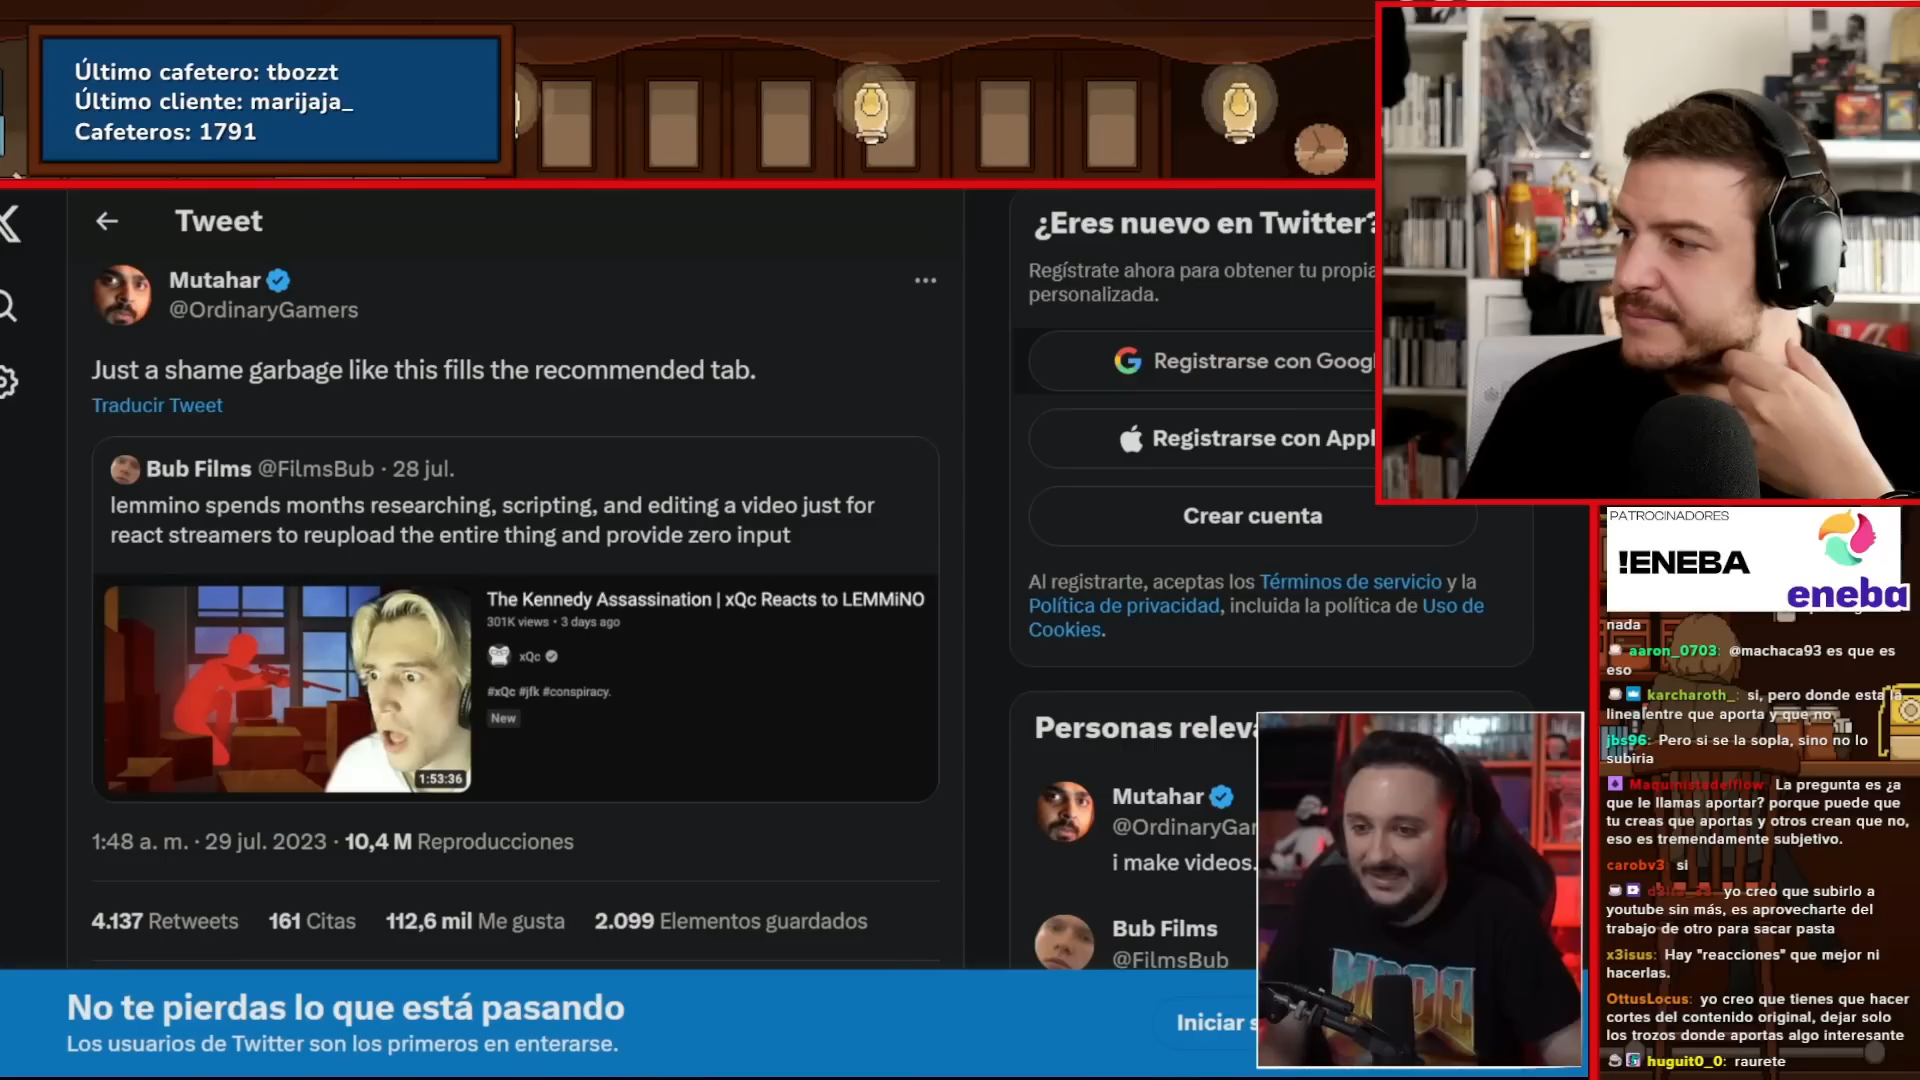 Último cafetero: tbozzt
Último cliente: marijaja_
Cafeteros: 1791
Tweet
Mutahar
@OrdinaryGamers
Just a shame garbage like this fills the recommended tab.
Traducir Tweet
Bub Films @FilmsBub · 28 jul.
lemmino spends months researching, scripting, and editing a video just for
react streamers to reupload the entire thing and provide zero input
The Kennedy Assassination | xQc Reacts to LEMMiNO
301K views • 3 days ago
xQc
#xQc #jfk #conspiracy.
New
1:53:36
1:48 a. m. · 29 jul. 2023 · 10,4 M Reproducciones
4.137 Retweets 161 Citas 112,6 mil Me gusta 2.099 Elementos guardados
¿Eres nuevo en Twitter?
Regístrate ahora para obtener tu propia
personalizada.
Registrarse con Goog
Registrarse con Appl
Crear cuenta
Al registrarte, aceptas los Términos de servicio y la
Política de privacidad, incluida la política de Uso de
Cookies.
Personas releva
Mutahar
@OrdinaryGar
i make videos.
Bub Films
@FilmsBub
No te pierdas lo que está pasando
Los usuarios de Twitter son los primeros en enterarse.
Iniciar s
PATROCINADORES
!ENEBA
eneba
nada
aaron_0703: @machaca93 es que es
eso
karcharoth_: si, pero donde esta la
linea entre que aporta y que no
jbs96: Pero si se la sopla, sino no lo
subiria
Maquinistadelflow: La pregunta es ¿a
que le llamas aportar? porque puede que
tu creas que aportas y otros crean que no,
eso es tremendamente subjetivo.
carobv3 si
yo creo que subirlo a
youtube sin más, es aprovecharte del
trabajo de otro para sacar pasta
x3isus: Hay "reacciones" que mejor ni
hacerlas.
OttusLocus: yo creo que tienes que hacer
cortes del contenido original, dejar solo
los trozos donde aportas algo interesante
huguit0_0: raurete